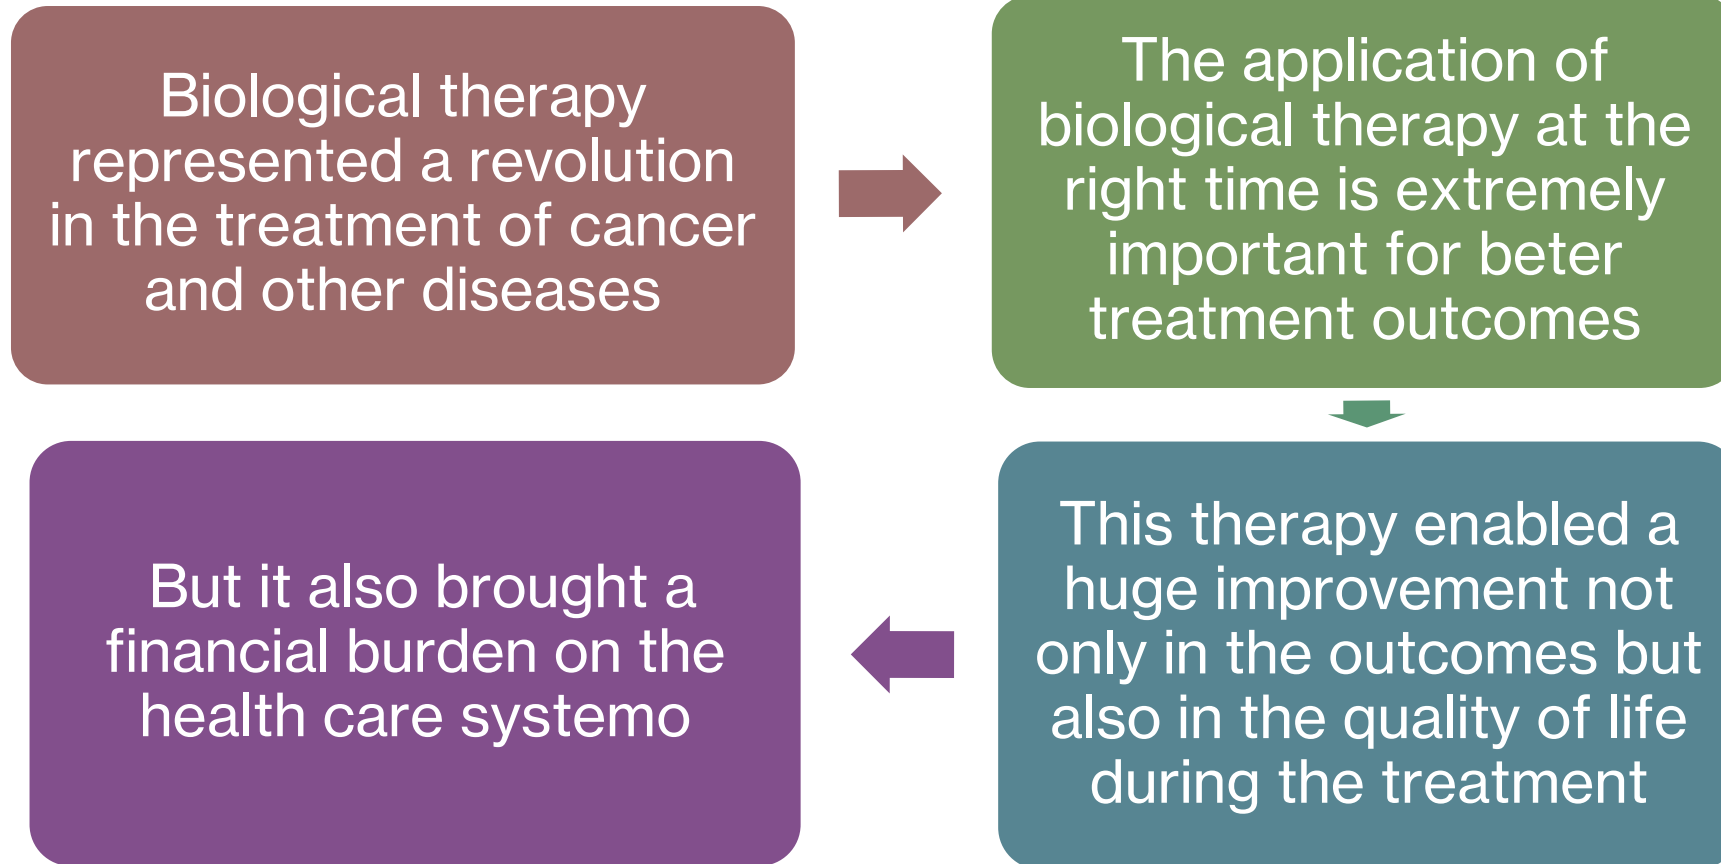 Biological therapy
represented a revolution
in the treatment of cancer
and other diseases
The application of
biological therapy at the
right time is extremely
important for beter
treatment outcomes
This therapy enabled a
huge improvement not
only in the outcomes but
also in the quality of life
during the treatment
But it also brought a
financial burden on the
health care systemo